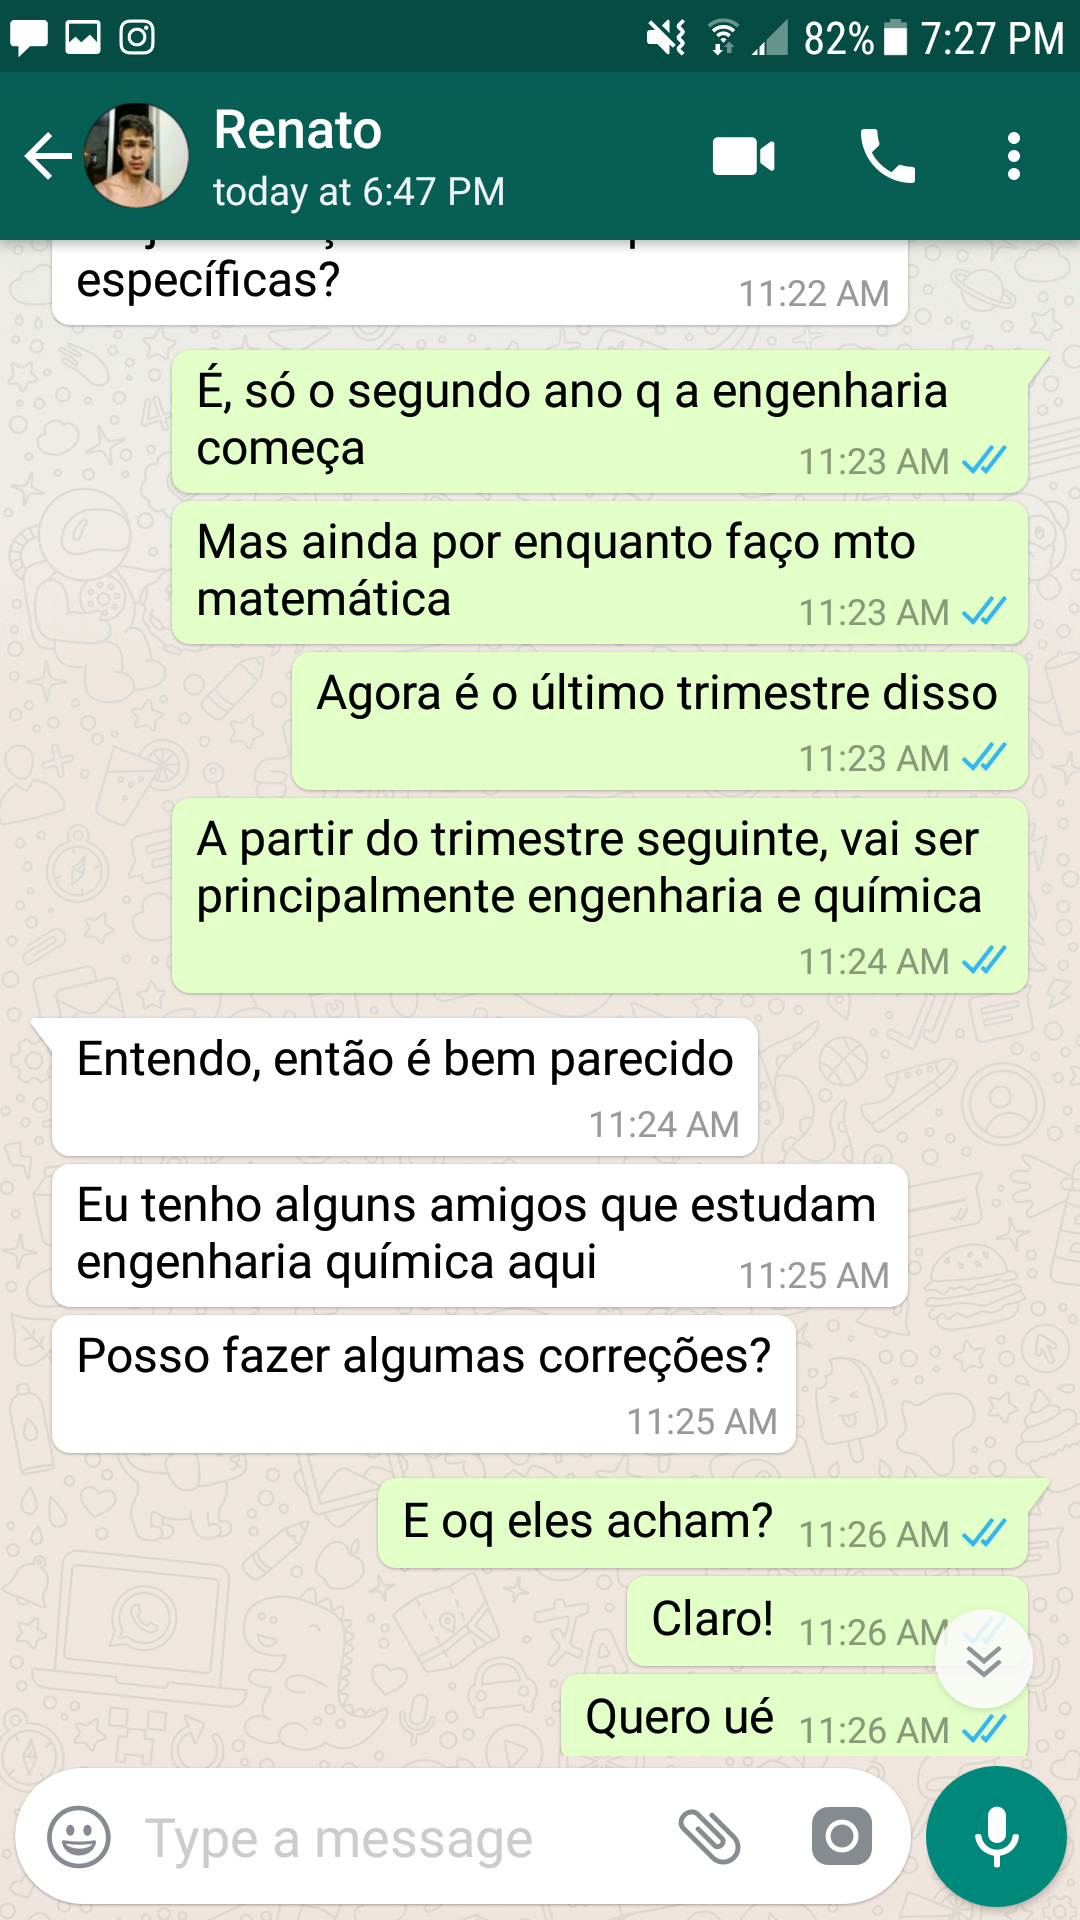 82% 7:27 PM
Renato
today at 6:47 PM
específicas?
11:22 AM
É, só o segundo ano q a engenharia
começa
11:23 AM
Mas ainda por enquanto faço mto
matemática
11:23 AM
Agora é o último trimestre disso
11:23 AM
A partir do trimestre seguinte, vai ser
principalmente engenharia e química
11:24 AM
Entendo, então é bem parecido
11:24 AM
Eu tenho alguns amigos que estudam
engenharia química aqui
11:25 AM
Posso fazer algumas correções?
11:25 AM
E oq eles acham? 11:26 AM
Claro! 11:26 AM
Quero ué 11:26 AM
Type a message